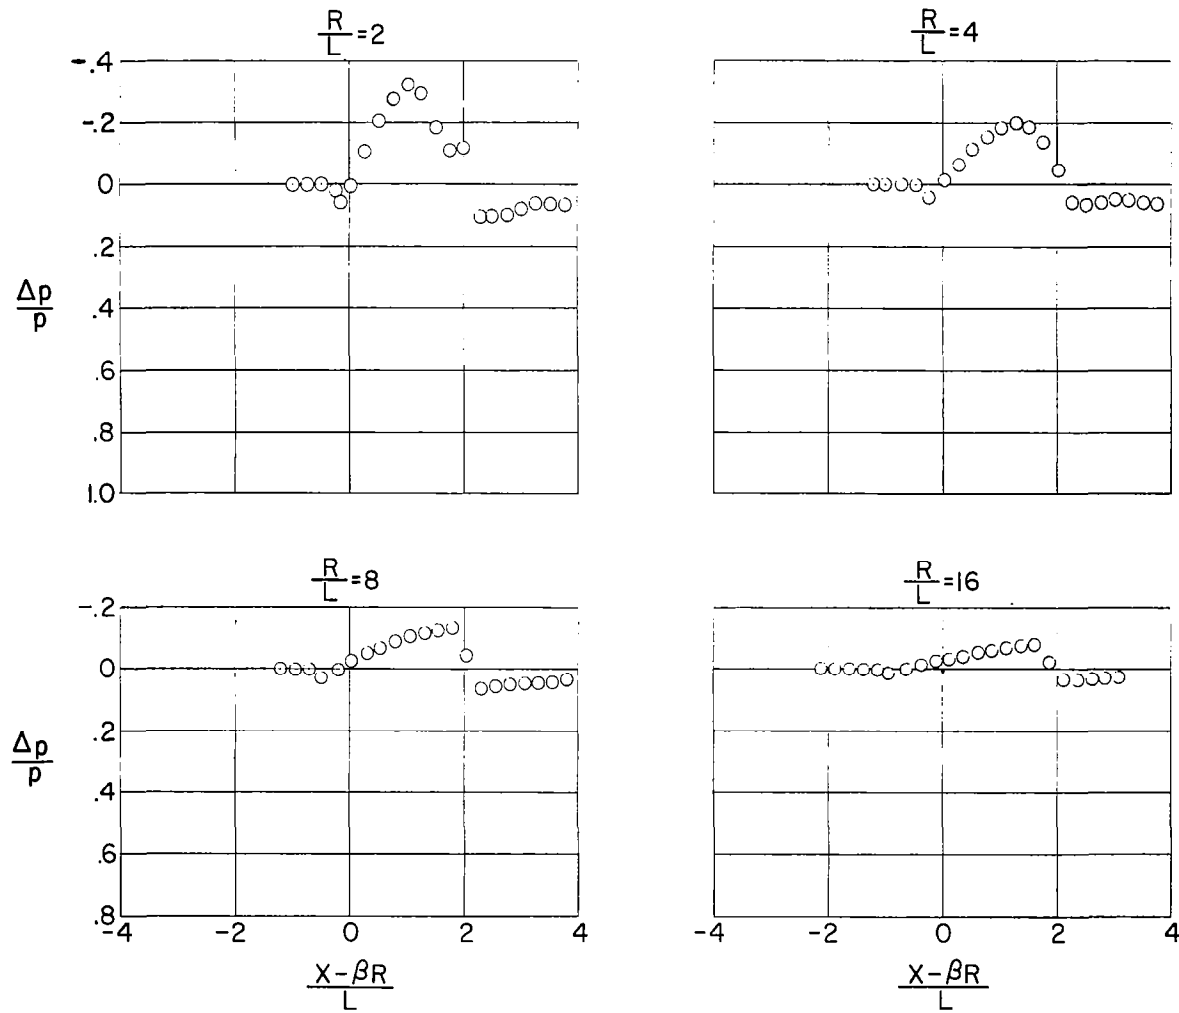 R/L = 2
R/L = 4
-.4
-.2
0
.2
.4
.6
.8
1.0
Δp/p
R/L = 8
R/L = 16
-.2
0
.2
.4
.6
.8
Δp/p
-4 -2 0 2 4
-4 -2 0 2 4
X-βR/L
X-βR/L